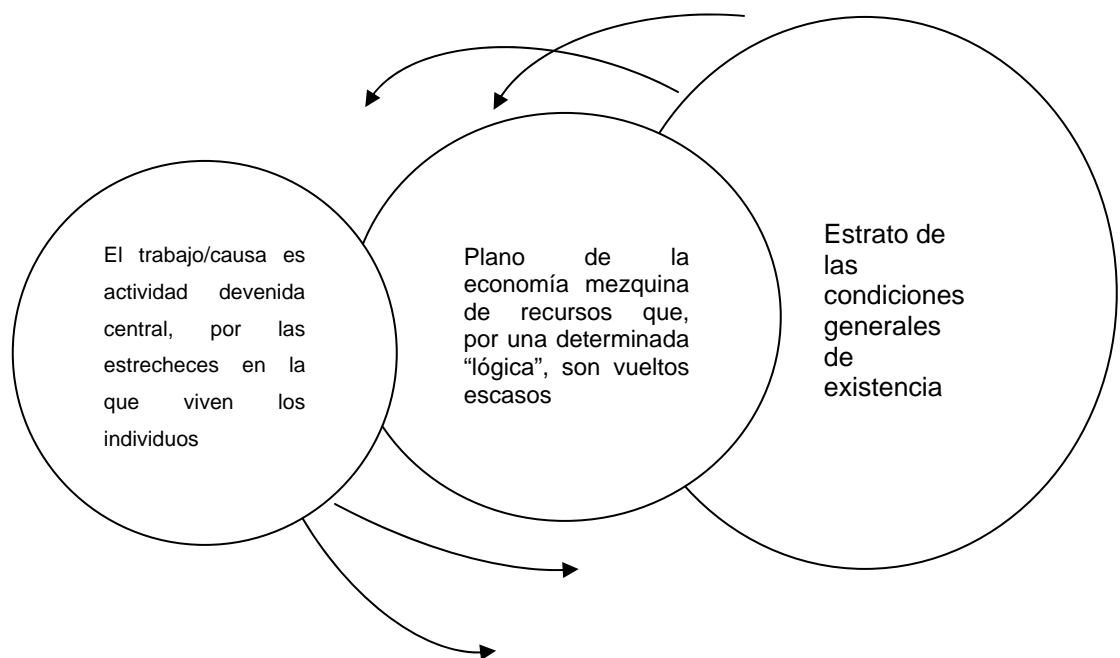 El trabajo/causa es
actividad devenida
central, por las
estrecheces en la
que viven los
individuos
Plano de la
economía mezquina
de recursos que,
por una determinada
“lógica”, son vueltos
escasos
Estrato de
las
condiciones
generales
de
existencia